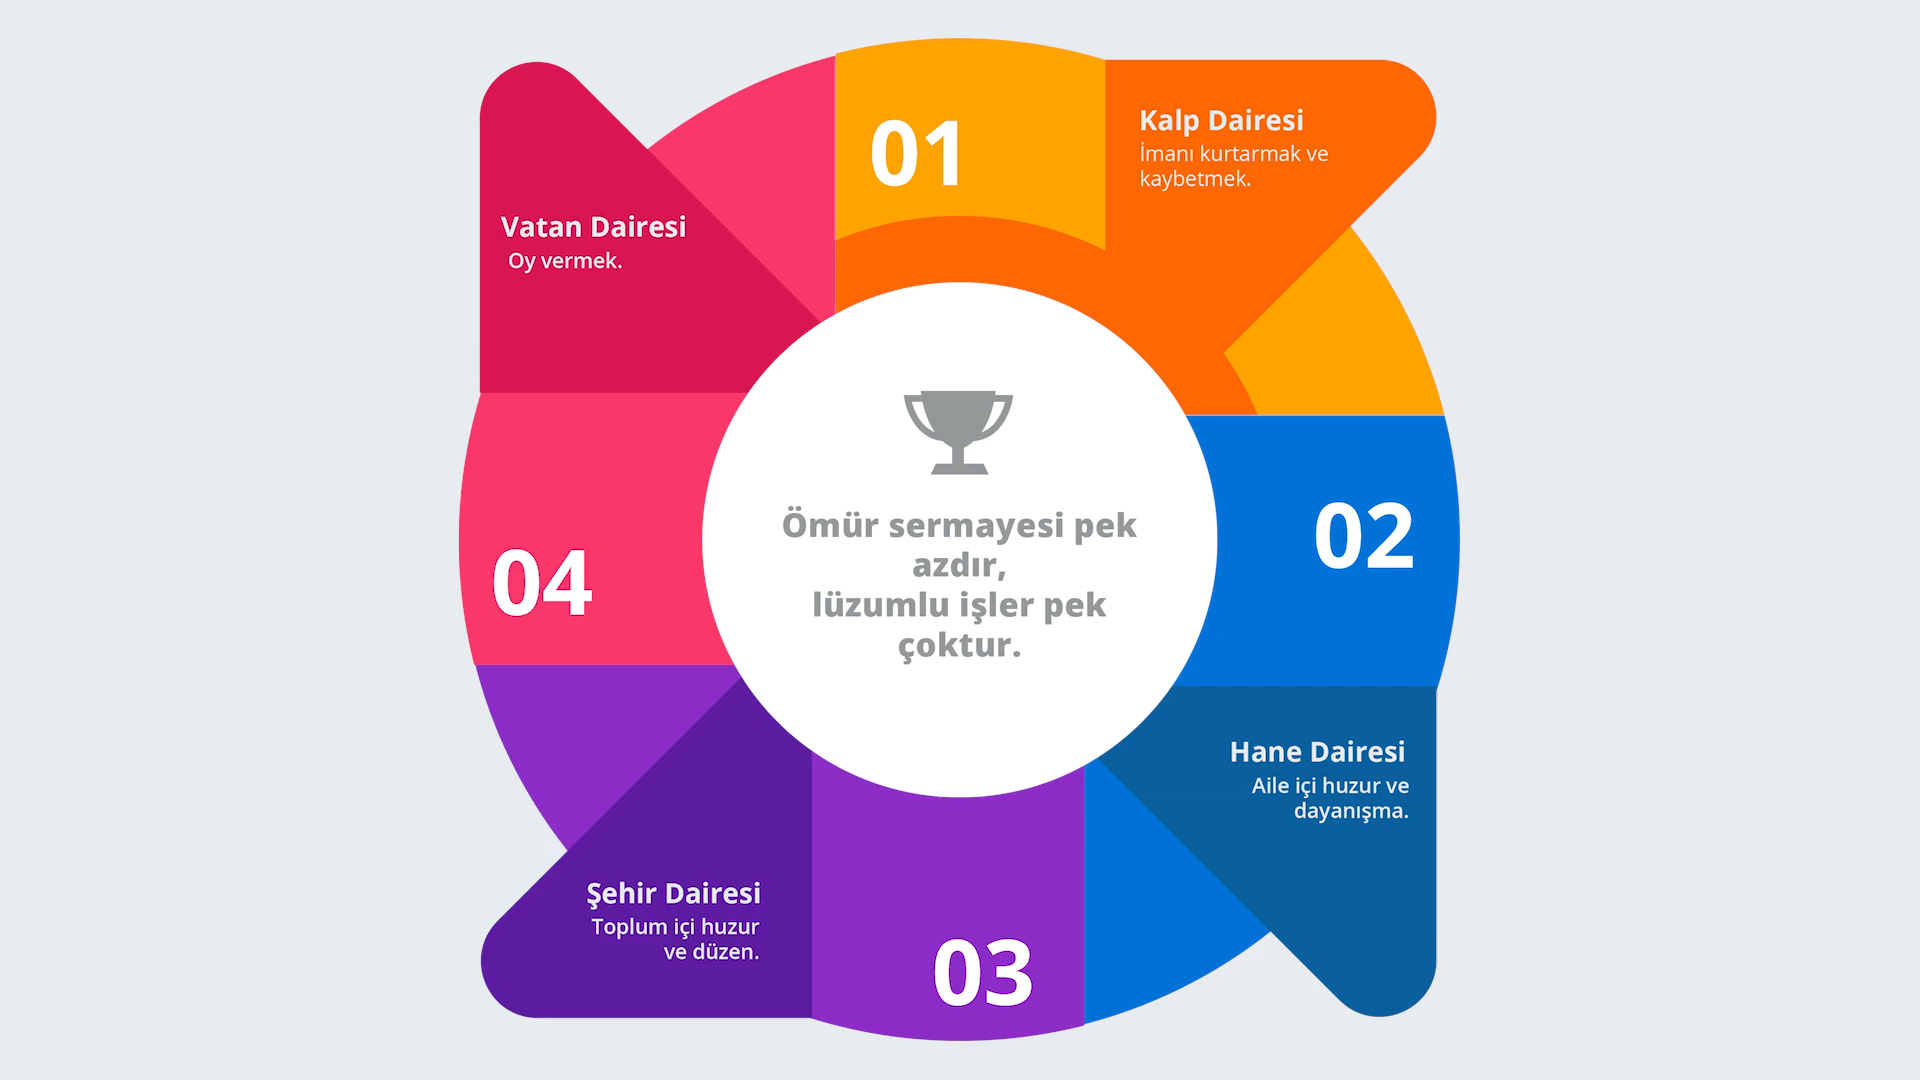 01
Kalp Dairesi
İmanı kurtarmak ve
kaybetmek.
02
Hane Dairesi
Aile içi huzur ve
dayanışma.
03
Şehir Dairesi
Toplum içi huzur
ve düzen.
04
Vatan Dairesi
Oy vermek.
Ömür sermayesi pek
azdır,
lüzumlu işler pek
çoktur.